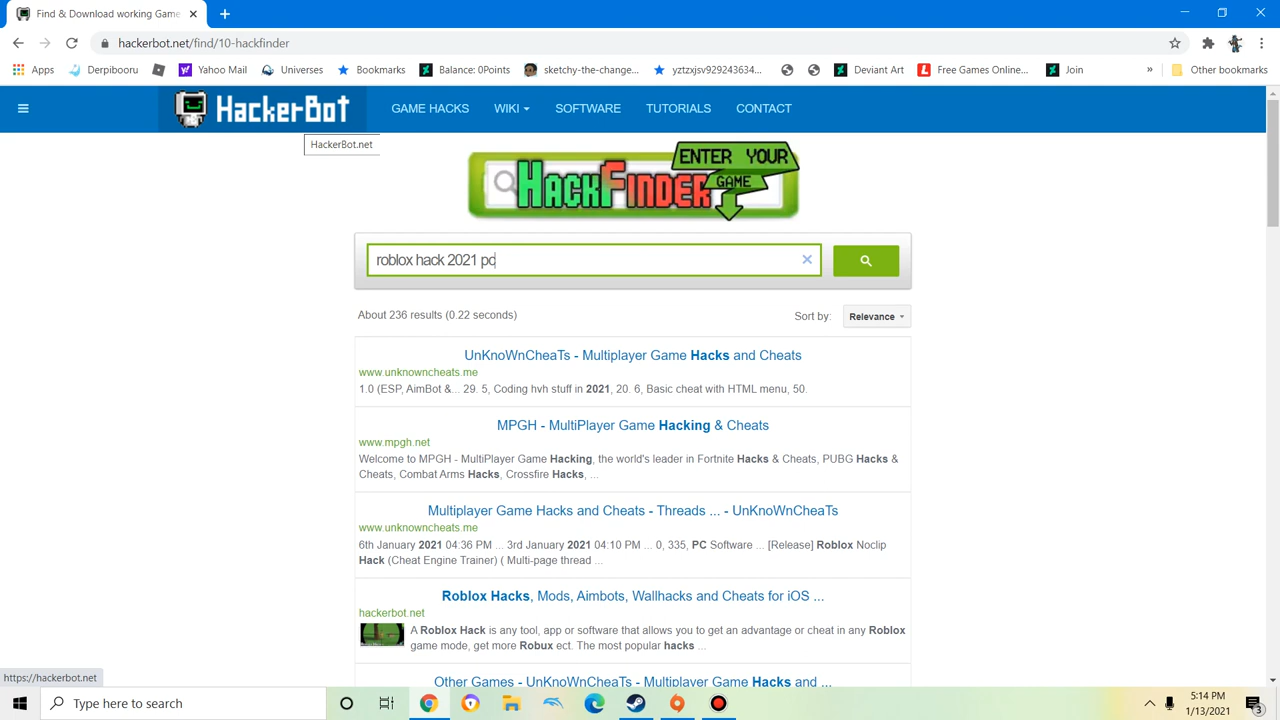 Find & Download working Game
hackerbot.net/find/10-hackfinder
Apps Derpibooru Yahoo Mail Universes Bookmarks Balance: 0Points sketchy-the-change... yztzxjsv929243634... Deviant Art Free Games Online... Join » Other bookmarks
HackerBot GAME HACKS WIKI SOFTWARE TUTORIALS CONTACT
HackerBot.net
ENTER YOUR
GAME
HACKFINDER
roblox hack 2021 pc
About 236 results (0.22 seconds) Sort by: Relevance
UnKnoWnCheaTs - Multiplayer Game Hacks and Cheats
www.unknowncheats.me
1.0 (ESP, AimBot &... 29. 5, Coding hvh stuff in 2021, 20. 6, Basic cheat with HTML menu, 50.
MPGH - MultiPlayer Game Hacking & Cheats
www.mpgh.net
Welcome to MPGH - MultiPlayer Game Hacking, the world's leader in Fortnite Hacks & Cheats, PUBG Hacks &
Cheats, Combat Arms Hacks, Crossfire Hacks, ...
Multiplayer Game Hacks and Cheats - Threads ... - UnKnoWnCheaTs
www.unknowncheats.me
6th January 2021 04:36 PM ... 3rd January 2021 04:10 PM ... 0, 335, PC Software ... [Release] Roblox Noclip
Hack (Cheat Engine Trainer) ( Multi-page thread ...
Roblox Hacks, Mods, Aimbots, Wallhacks and Cheats for iOS ...
hackerbot.net
A Roblox Hack is any tool, app or software that allows you to get an advantage or cheat in any Roblox
game mode, get more Robux ect. The most popular hacks ...
Other Games - UnKnoWnCheaTs - Multiplayer Game Hacks and ...
https://hackerbot.net
Type here to search
5:14 PM
1/13/2021
3